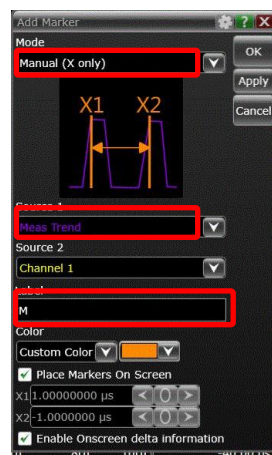 Add Marker ? X
Mode
OK
Manual (X only)
Apply
X1 X2
Cancel
Source 1
Meas Trend
Source 2
Channel 1
Label
M
Color
Custom Color
Place Markers On Screen
X1 1.00000000 µs < 0 >
X2 -1.00000000 µs < 0 >
Enable Onscreen delta information